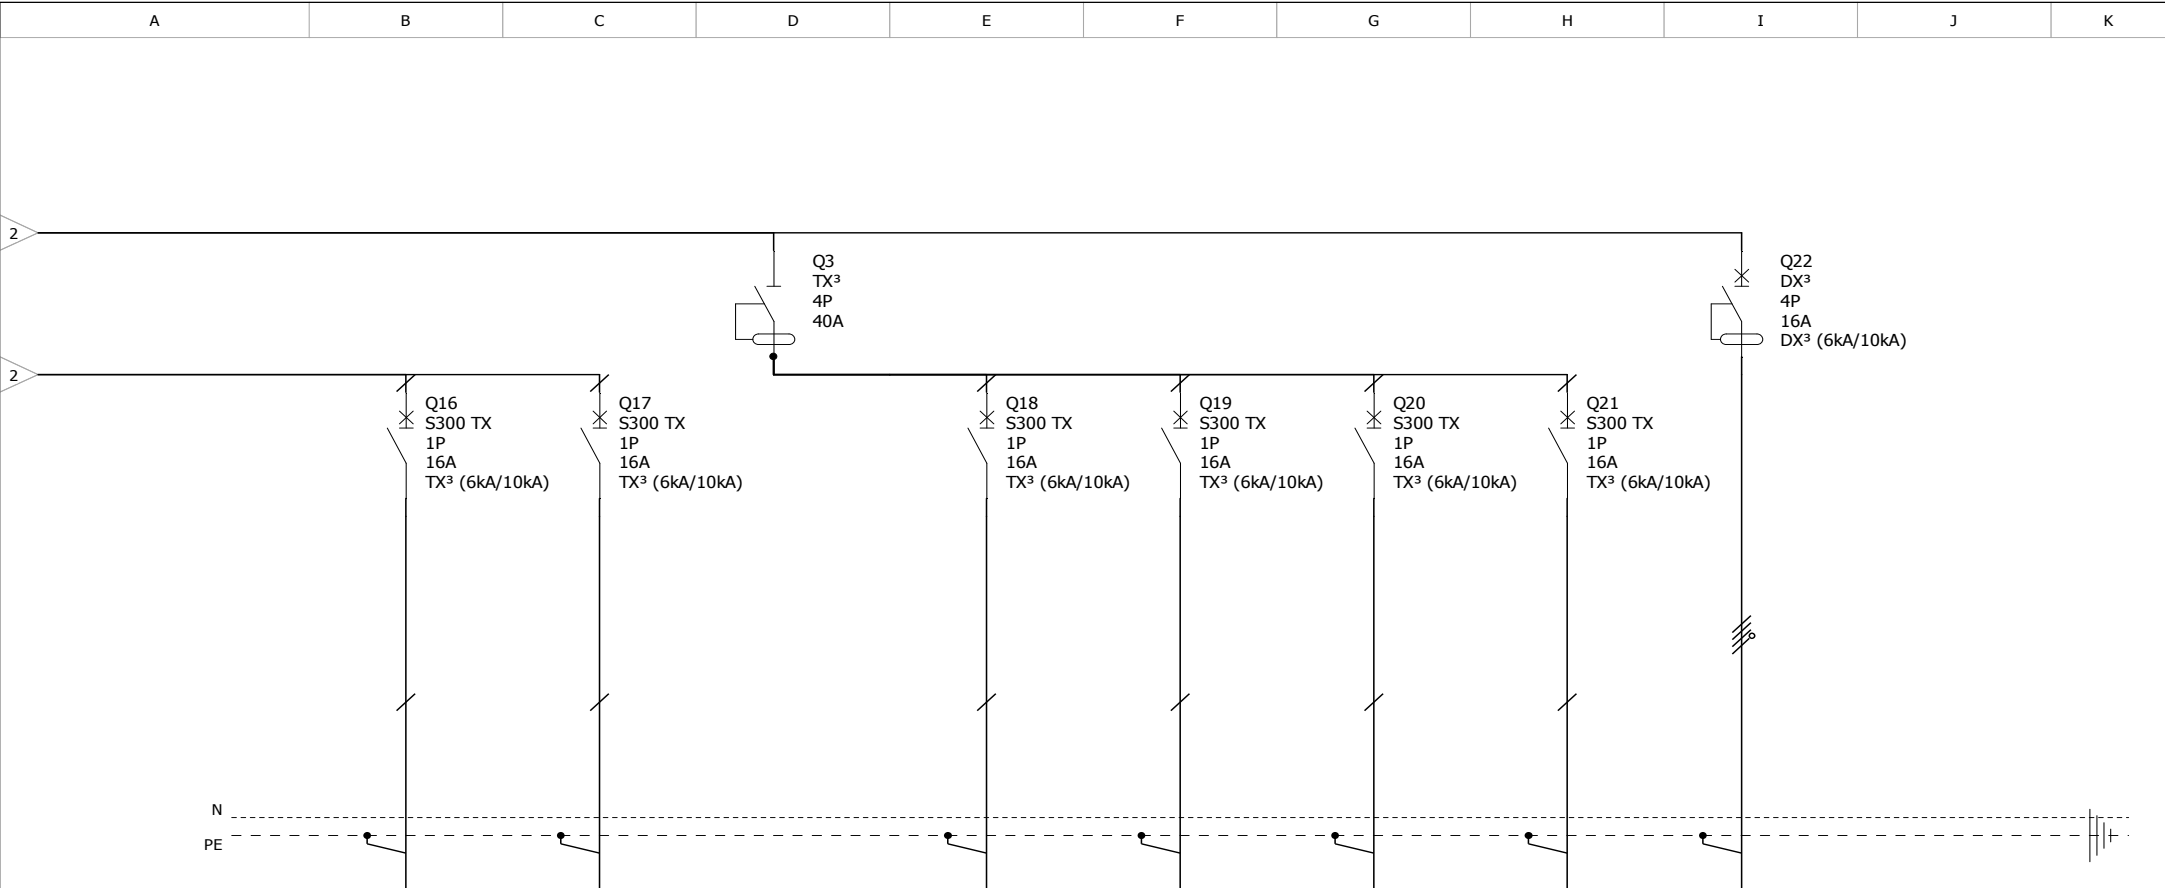 A B C D E F G H I J K
2
Q3
TX³
4P
40A
Q22
DX³
4P
16A
DX³ (6kA/10kA)
2
Q16
S300 TX
1P
16A
TX³ (6kA/10kA)
Q17
S300 TX
1P
16A
TX³ (6kA/10kA)
Q18
S300 TX
1P
16A
TX³ (6kA/10kA)
Q19
S300 TX
1P
16A
TX³ (6kA/10kA)
Q20
S300 TX
1P
16A
TX³ (6kA/10kA)
Q21
S300 TX
1P
16A
TX³ (6kA/10kA)
N
PE